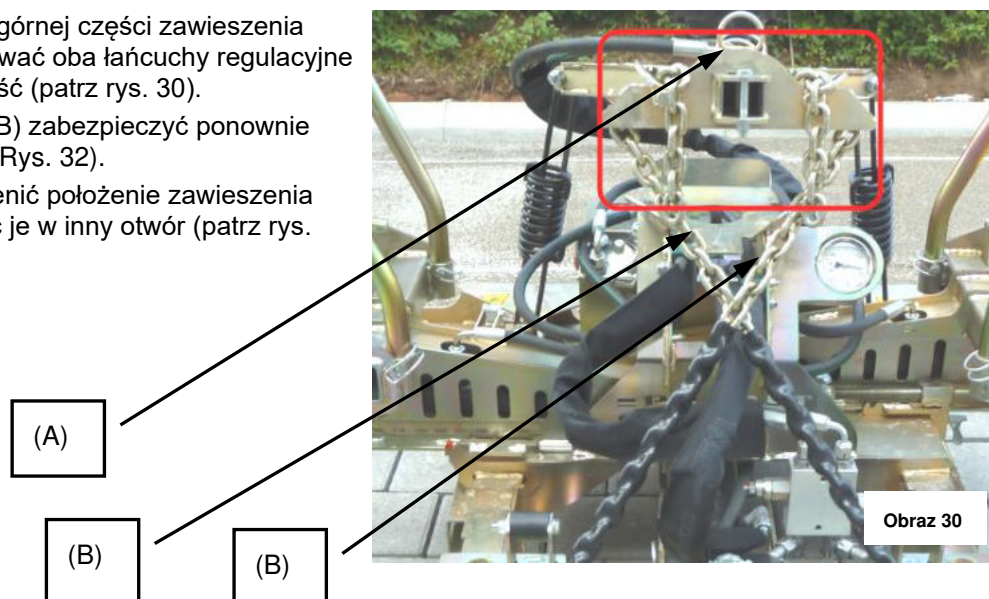 górnej części zawieszenia
wać oba łańcuchy regulacyjne
ść (patrz rys. 30).
B) zabezpieczyć ponownie
Rys. 32).
enić położenie zawieszenia
je w inny otwór (patrz rys.
(A)
(B)
(B)
Obraz 30